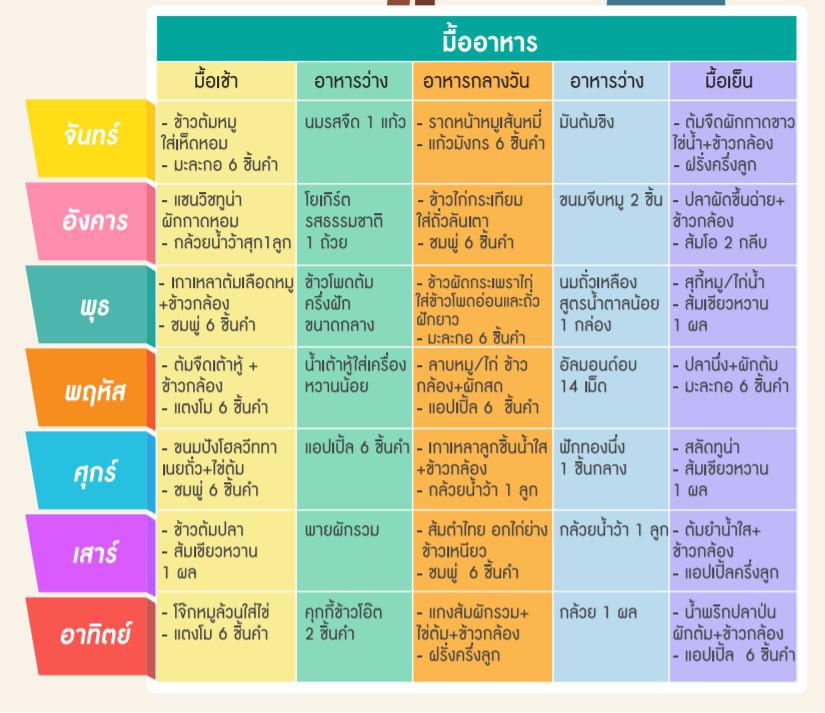 มื้ออาหาร
มื้อเช้า
อาหารว่าง
อาหารกลางวัน
อาหารว่าง
มื้อเย็น
จันทร์
- ข้าวต้มหมู
ใส่เห็ดหอม
- มะละกอ 6 ชิ้นคำ
นมรสจืด 1 แก้ว
- ราดหน้าหมูเส้นหมี่
- แก้วมังกร 6 ชิ้นคำ
มันต้มขิง
- ต้มจืดผักกาดขาว
ไข่น้ำ+ข้าวกล้อง
- ฝรั่งครึ่งลูก
อังคาร
- แซนวิชทูน่า
ผักกาดหอม
- กล้วยน้ำว้าสุก1ลูก
โยเกิร์ต
รสธรรมชาติ
1 ถ้วย
- ข้าวไก่กระเทียม
ใส่ถั่วลันเตา
- ชมพู่ 6 ชิ้นคำ
ขนมจีบหมู 2 ชิ้น
- ปลาผัดขึ้นฉ่าย+
ข้าวกล้อง
- ส้มโอ 2 กลีบ
พุธ
- เกาเหลาต้มเลือดหมู
+ข้าวกล้อง
- ชมพู่ 6 ชิ้นคำ
ข้าวโพดต้ม
ครึ่งฝัก
ขนาดกลาง
- ข้าวผัดกระเพราไก่
ใส่ข้าวโพดอ่อนและถั่ว
ฝักยาว
- มะละกอ 6 ชิ้นคำ
นมถั่วเหลือง
สูตรน้ำตาลน้อย
1 กล่อง
- สุกี้หมู/ไก่น้ำ
- ส้มเขียวหวาน
1 ผล
พฤหัส
- ต้มจืดเต้าหู้ +
ข้าวกล้อง
- แตงโม 6 ชิ้นคำ
น้ำเต้าหู้ใส่เครื่อง
หวานน้อย
- ลาบหมู/ไก่ ข้าว
กล้อง+ผักสด
- แอปเปิ้ล 6 ชิ้นคำ
อัลมอนด์อบ
14 เม็ด
- ปลานึ่ง+ผักต้ม
- มะละกอ 6 ชิ้นคำ
ศุกร์
- ขนมปังโฮลวีททา
เนยถั่ว+ไข่ต้ม
- ชมพู่ 6 ชิ้นคำ
แอปเปิ้ล 6 ชิ้นคำ
- เกาเหลาลูกชิ้นน้ำใส
+ข้าวกล้อง
- กล้วยน้ำว้า 1 ลูก
ฟักทองนึ่ง
1 ชิ้นกลาง
- สลัดทูน่า
- ส้มเขียวหวาน
1 ผล
เสาร์
- ข้าวต้มปลา
- ส้มเขียวหวาน
1 ผล
พายผักรวม
- ส้มตำไทย อกไก่ย่าง
ข้าวเหนียว
- ชมพู่ 6 ชิ้นคำ
กล้วยน้ำว้า 1 ลูก
- ต้มยำน้ำใส+
ข้าวกล้อง
- แอปเปิ้ลครึ่งลูก
อาทิตย์
- โจ๊กหมูล้วนใส่ไข่
- แตงโม 6 ชิ้นคำ
คุกกี้ข้าวโอ๊ต
2 ชิ้นคำ
- แกงส้มผักรวม+
ไข่ต้ม+ข้าวกล้อง
- ฝรั่งครึ่งลูก
กล้วย 1 ผล
- น้ำพริกปลาป่น
ผักต้ม+ข้าวกล้อง
- แอปเปิ้ล 6 ชิ้นคำ